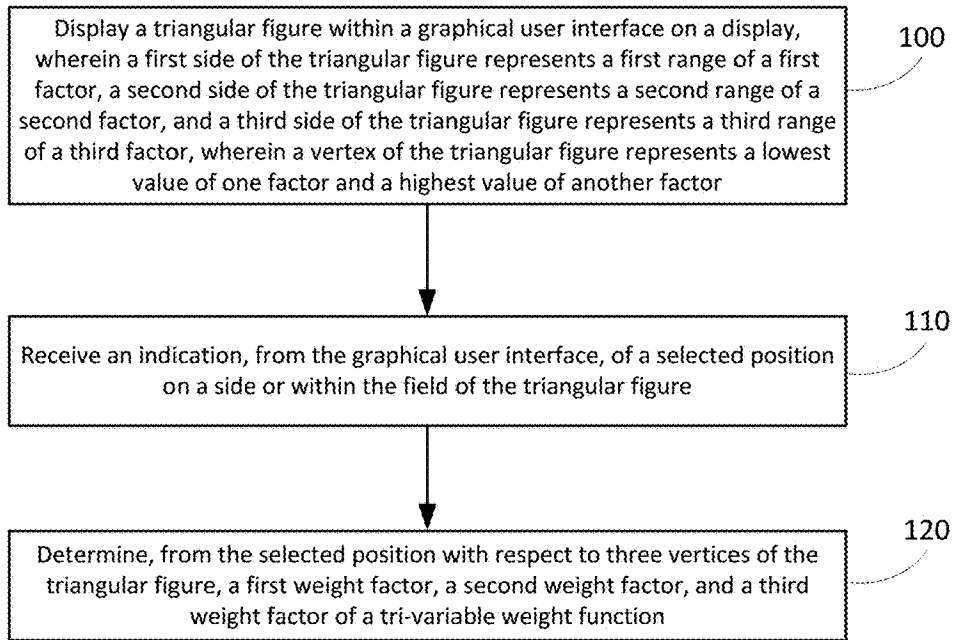 Display a triangular figure within a graphical user interface on a display,
wherein a first side of the triangular figure represents a first range of a first
factor, a second side of the triangular figure represents a second range of a
second factor, and a third side of the triangular figure represents a third range
of a third factor, wherein a vertex of the triangular figure represents a lowest
value of one factor and a highest value of another factor
100
Receive an indication, from the graphical user interface, of a selected position
on a side or within the field of the triangular figure
110
Determine, from the selected position with respect to three vertices of the
triangular figure, a first weight factor, a second weight factor, and a third
weight factor of a tri-variable weight function
120